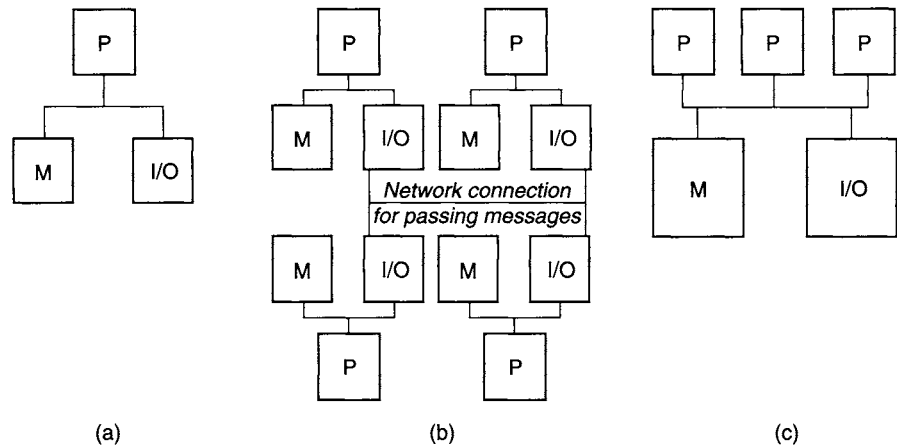 P
P
P
P
P
P
M
I/O
M
I/O
M
I/O
M
I/O
Network connection
for passing messages
M
I/O
M
I/O
P
P
(a)
(b)
(c)